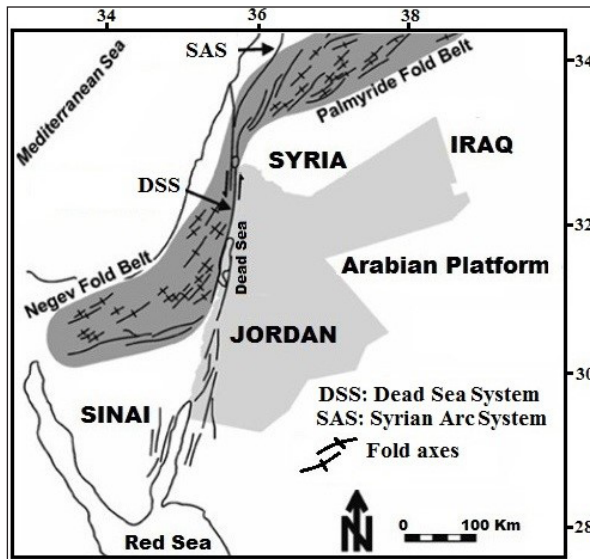 34 36 38
SAS
Mediterranean Sea
Palmyride Fold Belt
34
IRAQ
SYRIA
DSS
32
Dead Sea
Negev Fold Belt
Arabian Platform
JORDAN
30
DSS: Dead Sea System
SAS: Syrian Arc System
SINAI
Fold axes
N
0 100 Km
Red Sea
28